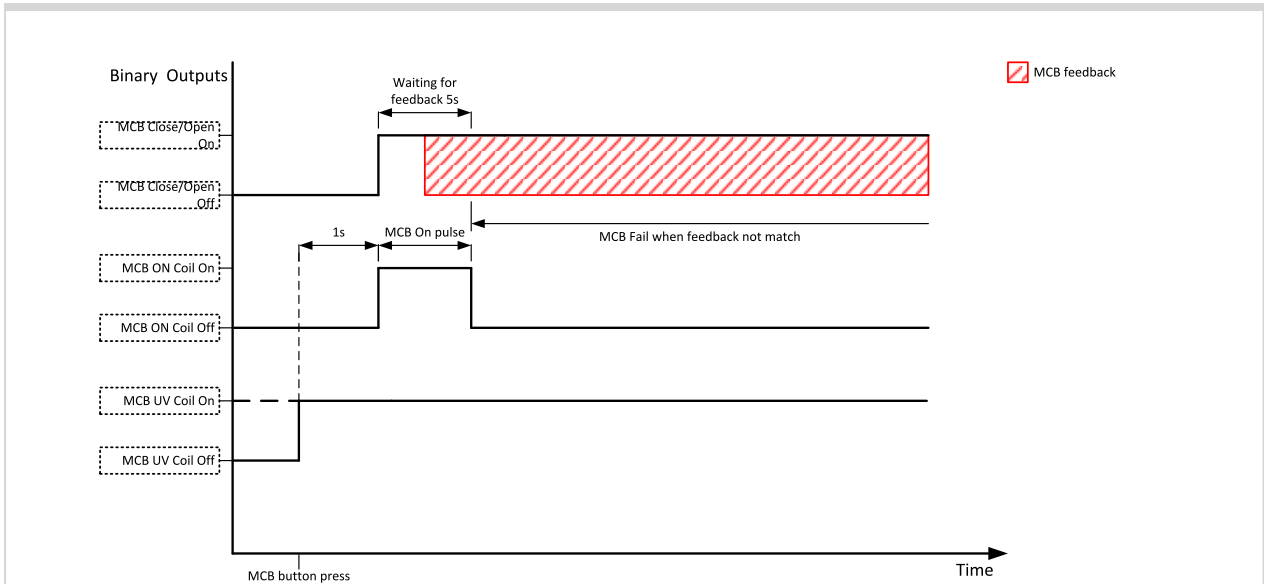 Binary Outputs
Waiting for
feedback 5s
MCB feedback
MCB Close/Open
On
MCB Close/Open
Off
1s
MCB On pulse
MCB Fail when feedback not match
MCB ON Coil On
MCB ON Coil Off
MCB UV Coil On
MCB UV Coil Off
Time
MCB button press